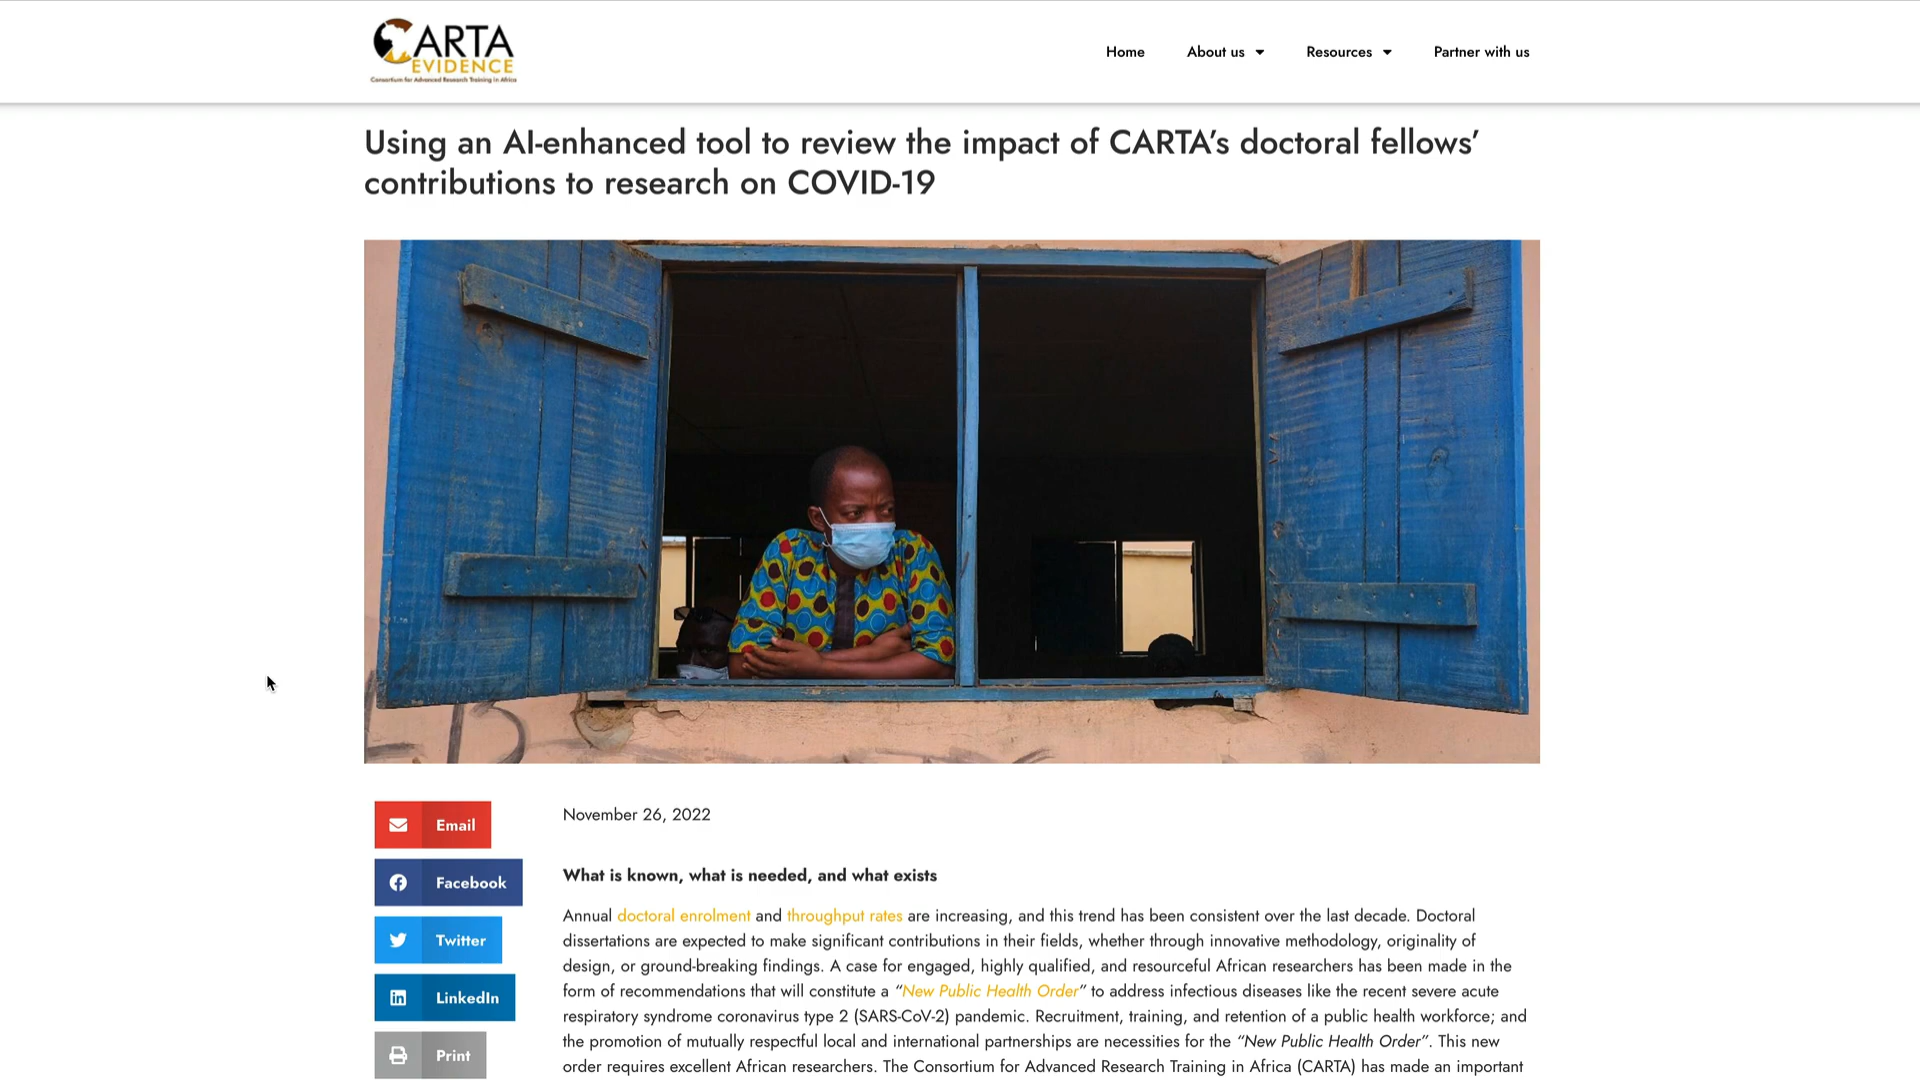 CARTA
EVIDENCE
Consortium for Advanced Research Training in Africa
Home
About us
Resources
Partner with us
Using an AI-enhanced tool to review the impact of CARTA’s doctoral fellows’
contributions to research on COVID-19
Email
Facebook
Twitter
LinkedIn
Print
November 26, 2022
What is known, what is needed, and what exists
Annual doctoral enrolment and throughput rates are increasing, and this trend has been consistent over the last decade. Doctoral
dissertations are expected to make significant contributions in their fields, whether through innovative methodology, originality of
design, or ground-breaking findings. A case for engaged, highly qualified, and resourceful African researchers has been made in the
form of recommendations that will constitute a “New Public Health Order” to address infectious diseases like the recent severe acute
respiratory syndrome coronavirus type 2 (SARS-CoV-2) pandemic. Recruitment, training, and retention of a public health workforce; and
the promotion of mutually respectful local and international partnerships are necessities for the “New Public Health Order”. This new
order requires excellent African researchers. The Consortium for Advanced Research Training in Africa (CARTA) has made an important